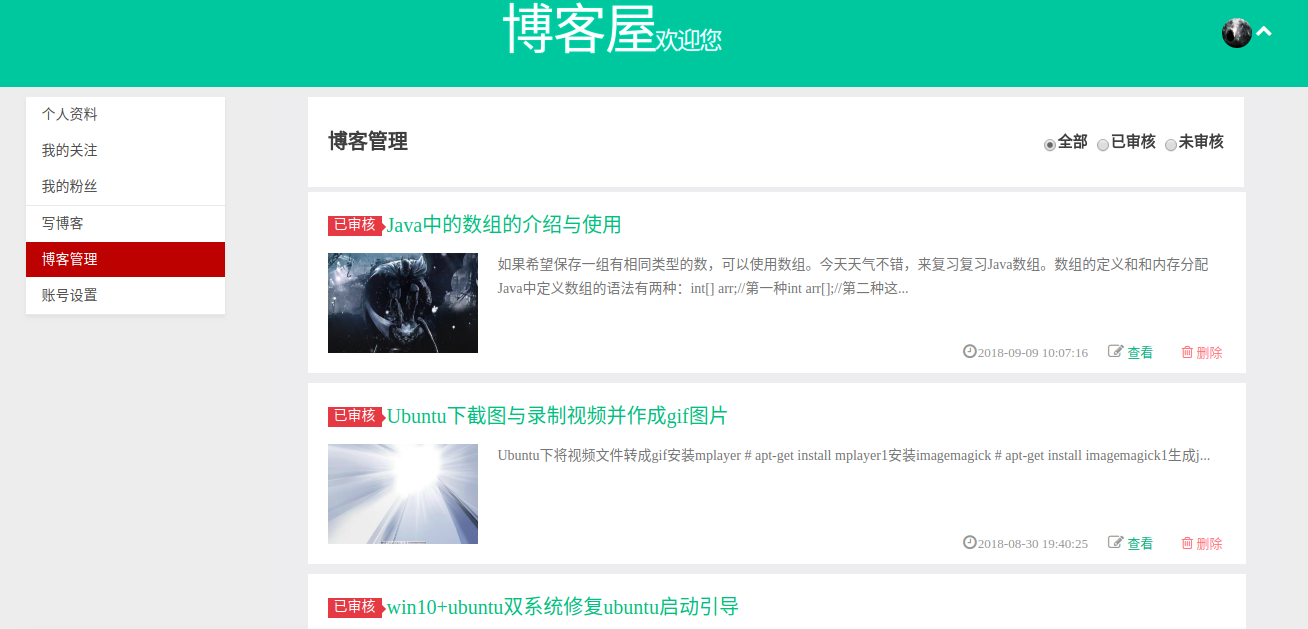 博客屋欢迎您
个人资料
我的关注
我的粉丝
写博客
博客管理
账号设置
博客管理
全部 已审核 未审核
已审核 Java中的数组的介绍与使用
如果希望保存一组有相同类型的数，可以使用数组。今天天气不错，来复习复习Java数组。数组的定义和和内存分配
Java中定义数组的语法有两种：int[] arr;//第一种int arr[];//第二种这...
2018-09-09 10:07:16 查看 删除
已审核 Ubuntu下截图与录制视频并作成gif图片
Ubuntu下将视频文件转成gif安装mplayer # apt-get install mplayer1安装imagemagick # apt-get install imagemagick1生成j...
2018-08-30 19:40:25 查看 删除
已审核 win10+ubuntu双系统修复ubuntu启动引导